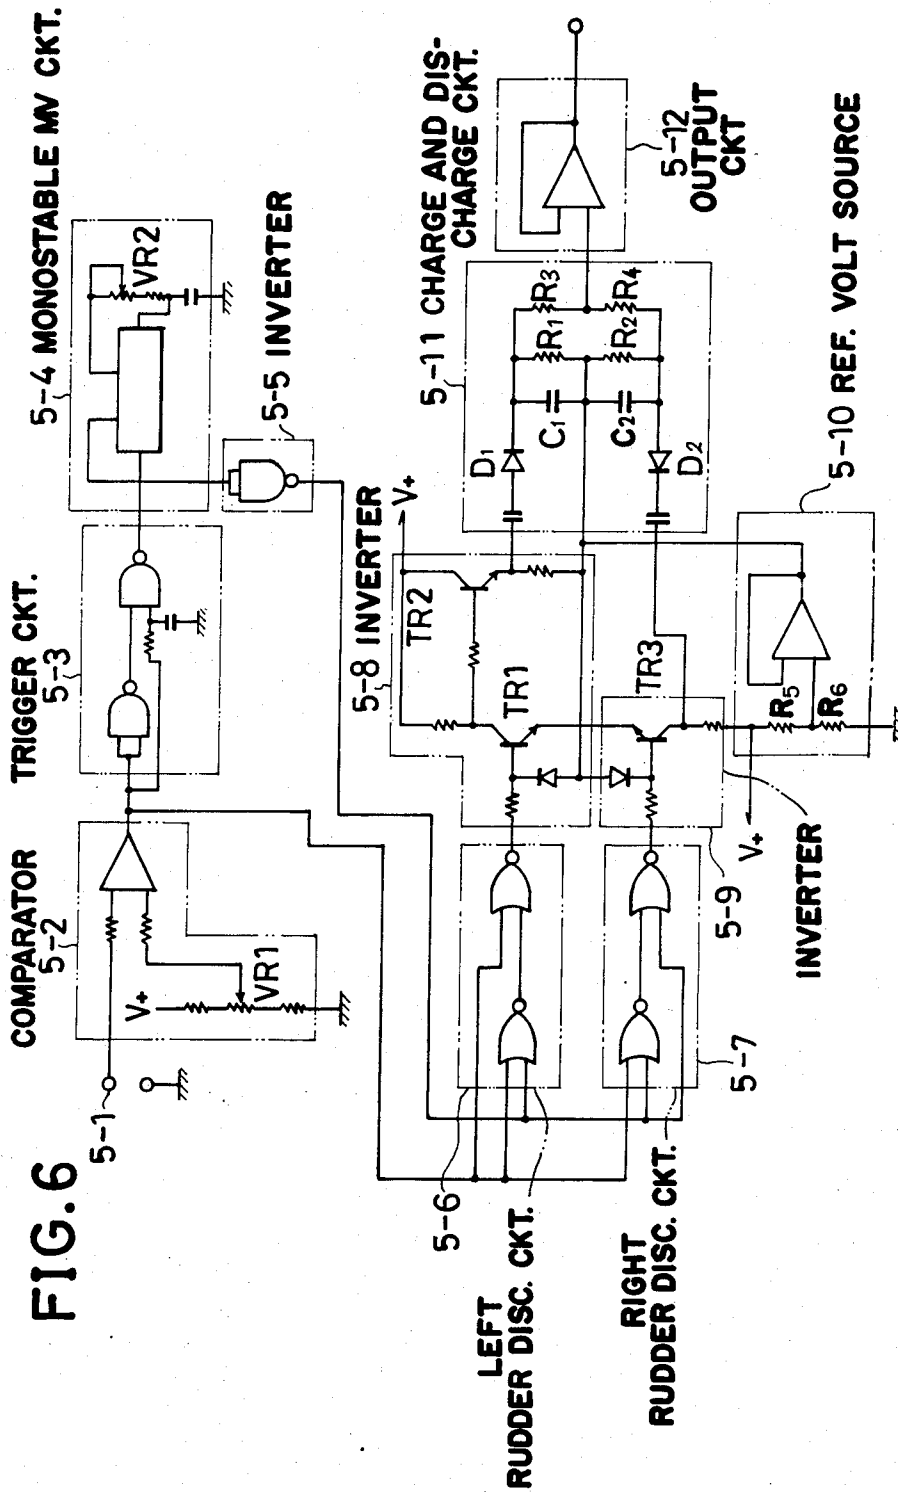 FIG.6
5-1
COMPARATOR
5-2
V+
VR1
TRIGGER CKT.
5-3
5-4 MONOSTABLE MV CKT.
VR2
5-5 INVERTER
LEFT
RUDDER DISC. CKT.
5-6
RIGHT
RUDDER DISC. CKT.
5-7
5-8 INVERTER
V+
TR2
TR1
TR3
5-9
INVERTER
V+
R5
R6
5-10 REF. VOLT SOURCE
5-11 CHARGE AND DIS-
CHARGE CKT.
D1
D2
C1
C2
R1
R2
R3
R4
5-12
OUTPUT
CKT